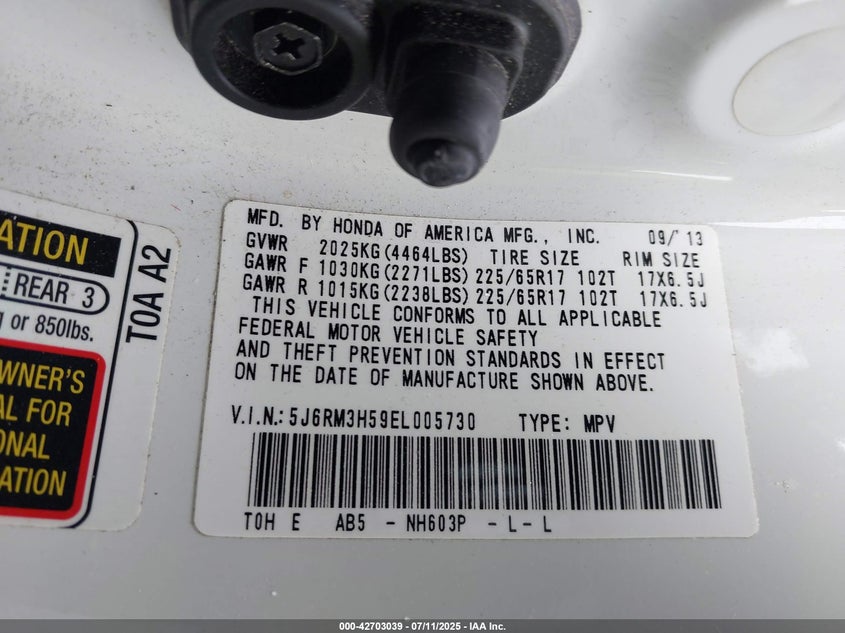 ATION
REAR 3
or 850lbs.
WNER'S
AL FOR
ONAL
ATION
TOA A2
MFD. BY HONDA OF AMERICA MFG., INC. 09/'13
GVWR 2025KG(4464LBS) TIRE SIZE RIM SIZE
GAWR F 1030KG(2271LBS) 225/65R17 102T 17X6.5J
GAWR R 1015KG(2238LBS) 225/65R17 102T 17X6.5J
THIS VEHICLE CONFORMS TO ALL APPLICABLE
FEDERAL MOTOR VEHICLE SAFETY
AND THEFT PREVENTION STANDARDS IN EFFECT
ON THE DATE OF MANUFACTURE SHOWN ABOVE.
V.I.N.: 5J6RM3H59EL005730 TYPE: MPV
TOH E AB5 - NH603P - L - L
000-42703039 - 07/11/2025 - IAA Inc.